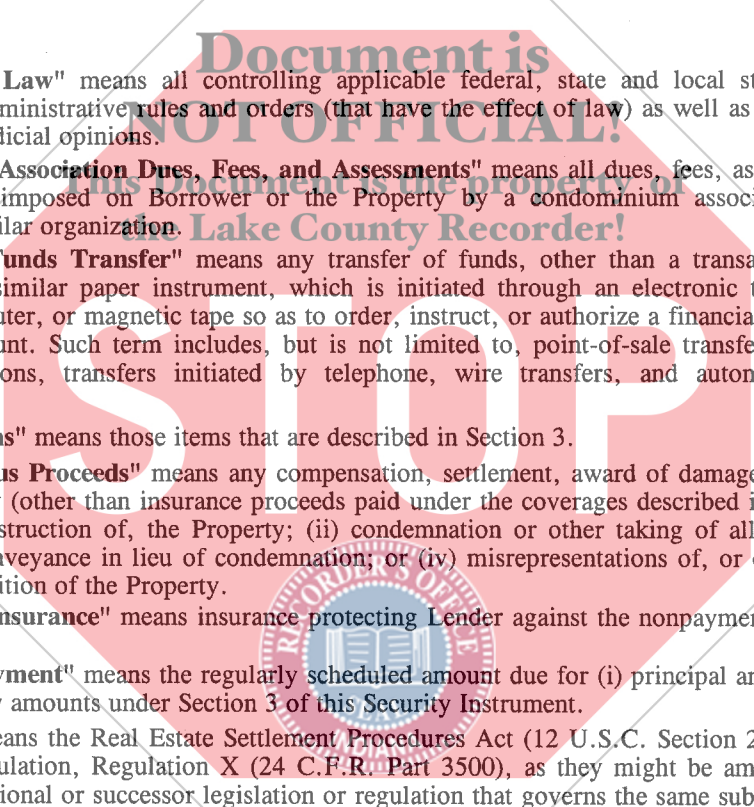 Document is
Law" means all controlling applicable federal, state and local
ministrative rules and orders (that have the effect of law) as well as
NOT OFFICIAL!
dicial opinions.
Association Dues, Fees, and Assessments" means all dues, fees, as
This Document is the property of
imposed on Borrower or the Property by a condominium associ
ilar organization.
the Lake County Recorder!
Funds Transfer" means any transfer of funds, other than a transa
similar paper instrument, which is initiated through an electronic t
uter, or magnetic tape so as to order, instruct, or authorize a financial
unt. Such term includes, but is not limited to, point-of-sale transfe
ons, transfers initiated by telephone, wire transfers, and autom
STOP
ns" means those items that are described in Section 3.
us Proceeds" means any compensation, settlement, award of damage
(other than insurance proceeds paid under the coverages described i
struction of, the Property; (ii) condemnation or other taking of all
veyance in lieu of condemnation; or (iv) misrepresentations of, or
ition of the Property.
RECORDER'S OFFICE
nsurance" means insurance protecting Lender against the nonpayme
yment" means the regularly scheduled amount due for (i) principal an
y amounts under Section 3 of this Security Instrument.
eans the Real Estate Settlement Procedures Act (12 U.S.C. Section 2
ulation, Regulation X (24 C.F.R. Part 3500), as they might be am
ional or successor legislation or regulation that governs the same sub